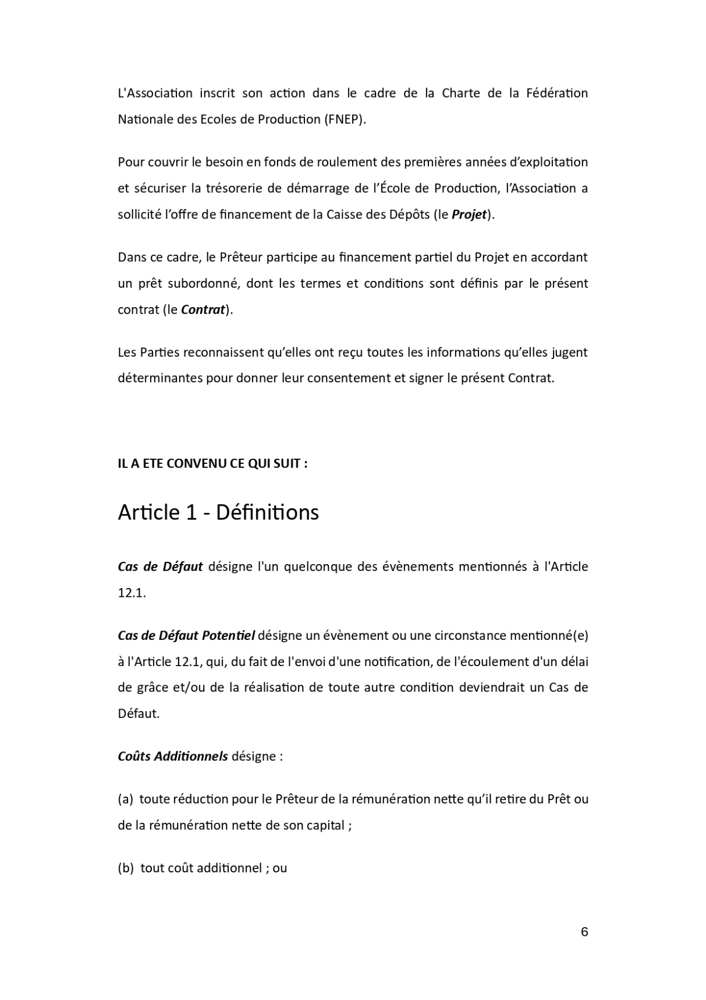 L'Association inscrit son action dans le cadre de la Charte de la Fédération
Nationale des Ecoles de Production (FNEP).
Pour couvrir le besoin en fonds de roulement des premières années d’exploitation
et sécuriser la trésorerie de démarrage de l’École de Production, l’Association a
sollicité l’offre de financement de la Caisse des Dépôts (le Projet).
Dans ce cadre, le Prêteur participe au financement partiel du Projet en accordant
un prêt subordonné, dont les termes et conditions sont définis par le présent
contrat (le Contrat).
Les Parties reconnaissent qu’elles ont reçu toutes les informations qu’elles jugent
déterminantes pour donner leur consentement et signer le présent Contrat.
IL A ETE CONVENU CE QUI SUIT :
Article 1 - Définitions
Cas de Défaut désigne l'un quelconque des évènements mentionnés à l'Article
12.1.
Cas de Défaut Potentiel désigne un évènement ou une circonstance mentionné(e)
à l'Article 12.1, qui, du fait de l'envoi d'une notification, de l'écoulement d'un délai
de grâce et/ou de la réalisation de toute autre condition deviendrait un Cas de
Défaut.
Coûts Additionnels désigne :
(a) toute réduction pour le Prêteur de la rémunération nette qu’il retire du Prêt ou
de la rémunération nette de son capital ;
(b) tout coût additionnel ; ou
6